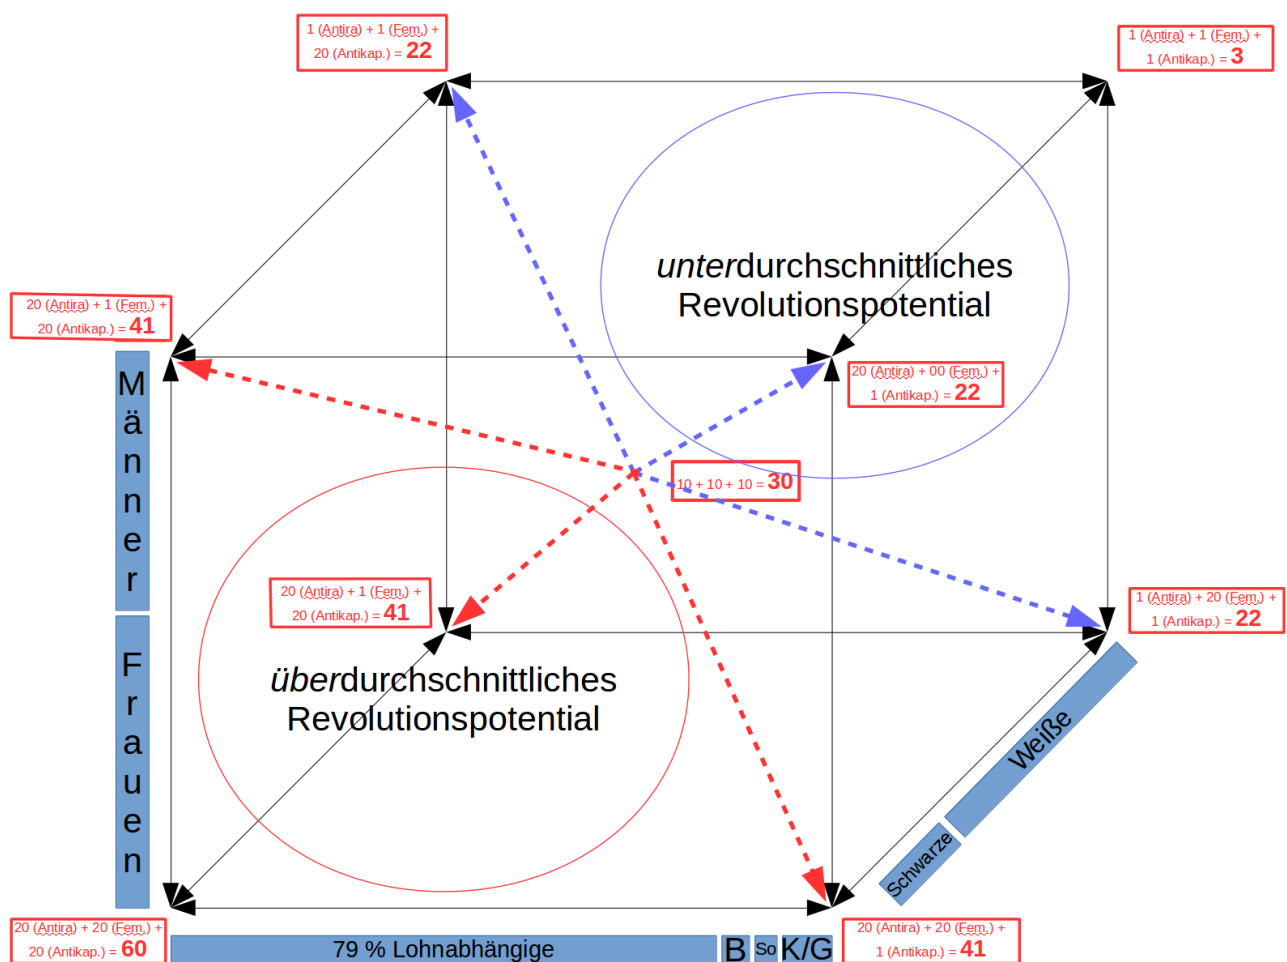 1 (Antira) + 1 (Fem.) +
20 (Antikap.) = 22
1 (Antira) + 1 (Fem.) +
1 (Antikap.) = 3
unterdurchschnittliches
Revolutionspotential
20 (Antira) + 1 (Fem.) +
20 (Antikap.) = 41
20 (Antira) + 00 (Fem.) +
1 (Antikap.) = 22
Männer
10 + 10 + 10 = 30
20 (Antira) + 1 (Fem.) +
20 (Antikap.) = 41
1 (Antira) + 20 (Fem.) +
1 (Antikap.) = 22
Frauen
überdurchschnittliches
Revolutionspotential
Weiße
Schwarze
20 (Antira) + 20 (Fem.) +
20 (Antikap.) = 60
79 % Lohnabhängige
B
So
K/G
20 (Antira) + 20 (Fem.) +
1 (Antikap.) = 41